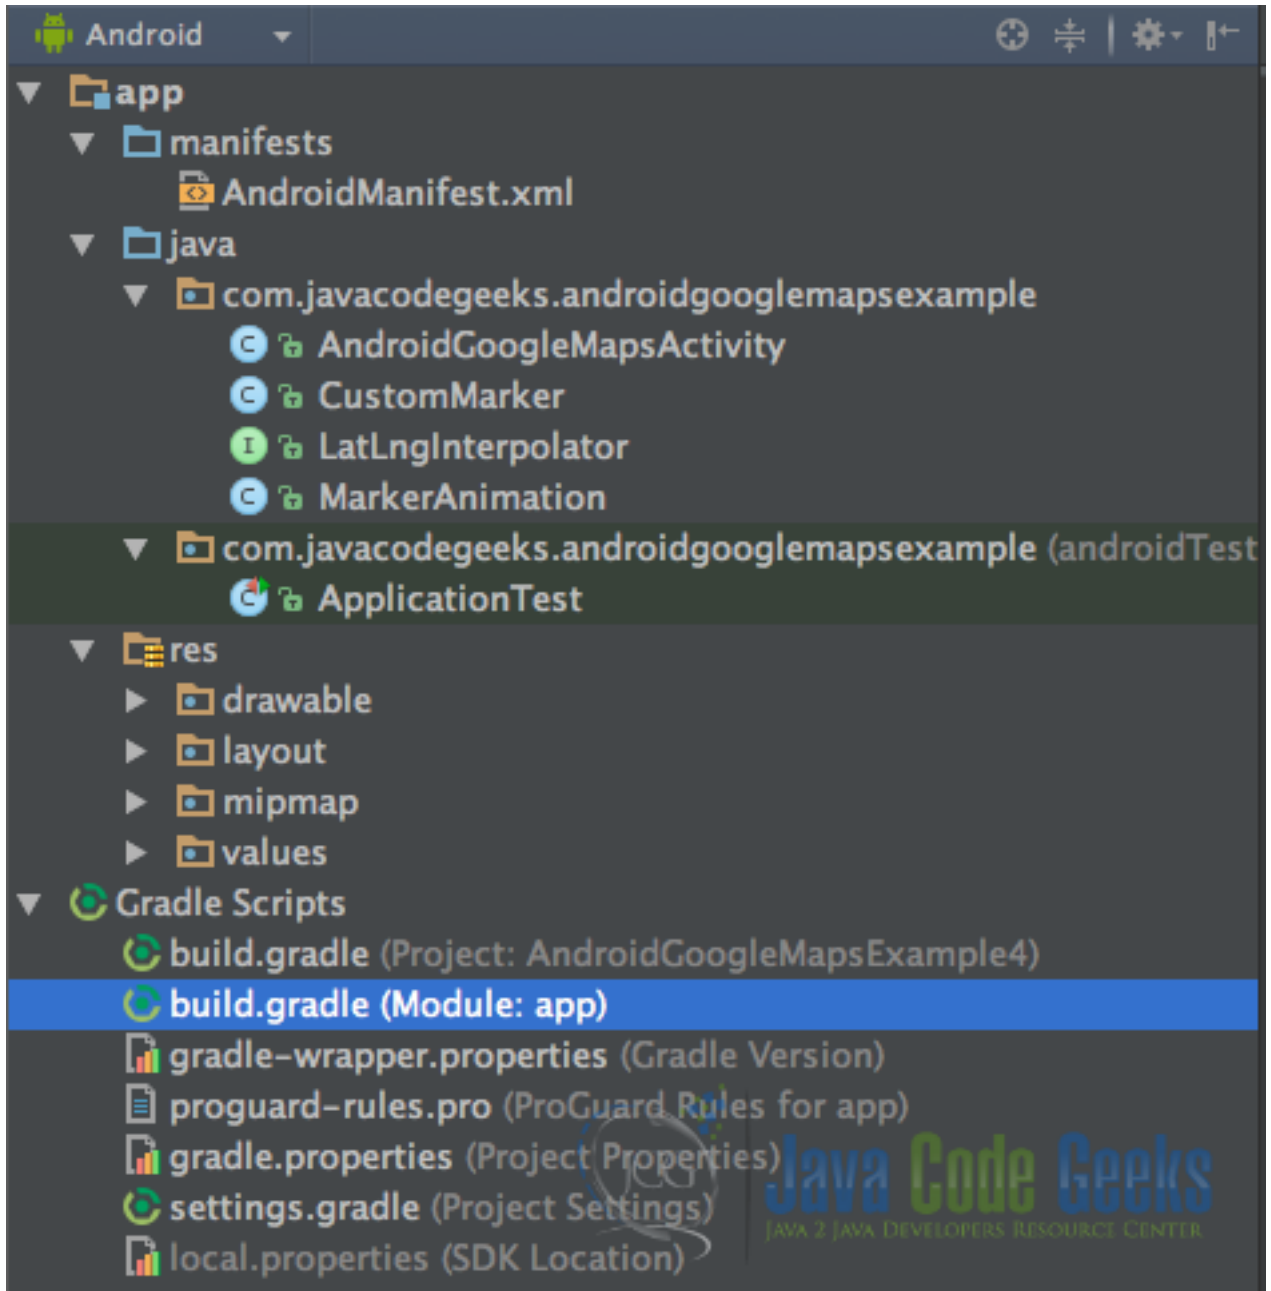 Android
app
manifests
AndroidManifest.xml
java
com.javacodegeeks.androidgooglemapsexample
C AndroidGoogleMapsActivity
C CustomMarker
I LatLngInterpolator
C MarkerAnimation
com.javacodegeeks.androidgooglemapsexample (androidTest
C ApplicationTest
res
drawable
layout
mipmap
values
Gradle Scripts
build.gradle (Project: AndroidGoogleMapsExample4)
build.gradle (Module: app)
gradle-wrapper.properties (Gradle Version)
proguard-rules.pro (ProGuard Rules for app)
gradle.properties (Project Properties)
settings.gradle (Project Settings)
local.properties (SDK Location)
JCG
Java Code Geeks
JAVA 2 JAVA DEVELOPERS RESOURCE CENTER